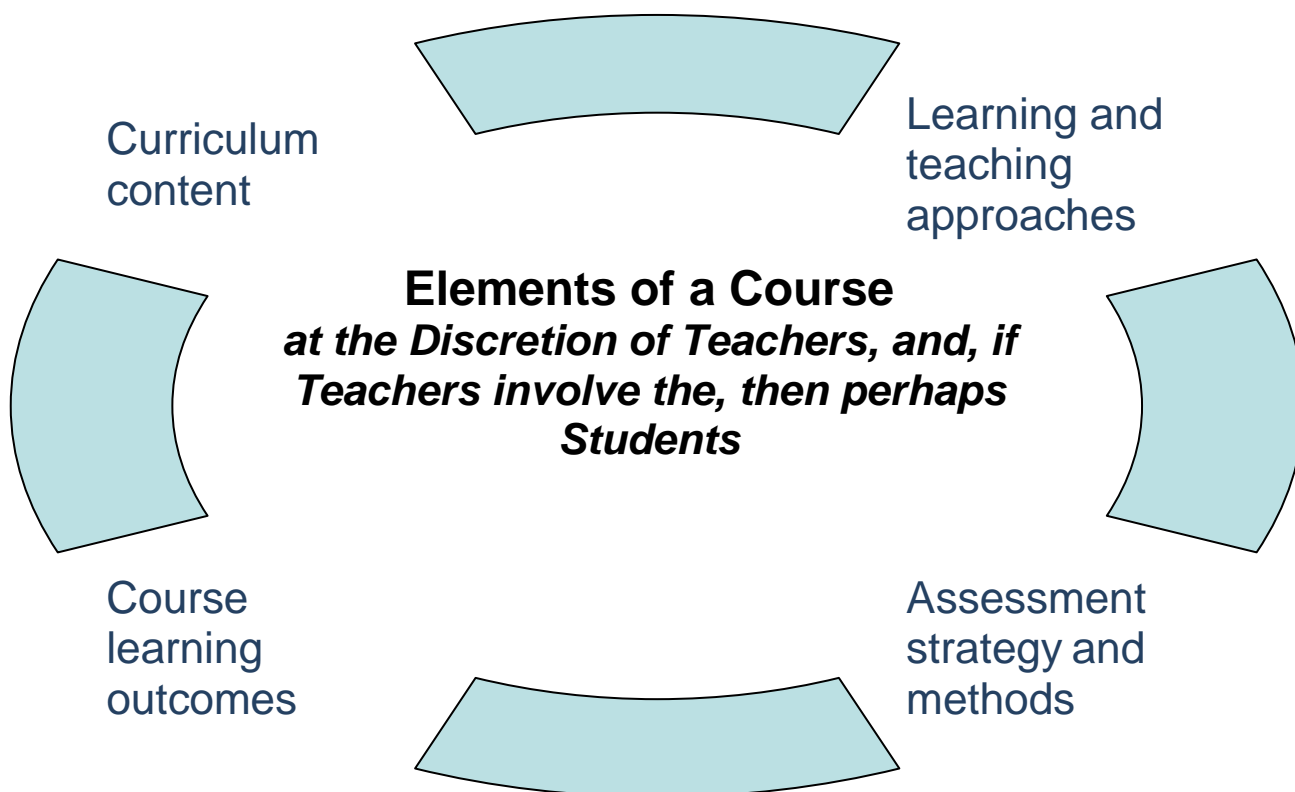 Curriculum
content
Learning and
teaching
approaches
Elements of a Course
at the Discretion of Teachers, and, if
Teachers involve the, then perhaps
Students
Course
learning
outcomes
Assessment
strategy and
methods